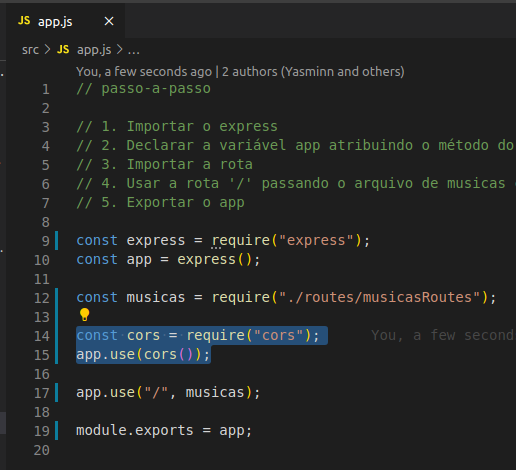 JS app.js ×
src > JS app.js > ...
You, a few seconds ago | 2 authors (Yasminn and others)
1 // passo-a-passo
2
3 // 1. Importar o express
4 // 2. Declarar a variável app atribuindo o método do
5 // 3. Importar a rota
6 // 4. Usar a rota '/' passando o arquivo de musicas
7 // 5. Exportar o app
8
9 const express = require("express");
10 const app = express();
11
12 const musicas = require("./routes/musicasRoutes");
13
14 const cors = require("cors"); You, a few second
15 app.use(cors());
16
17 app.use("/", musicas);
18
19 module.exports = app;
20